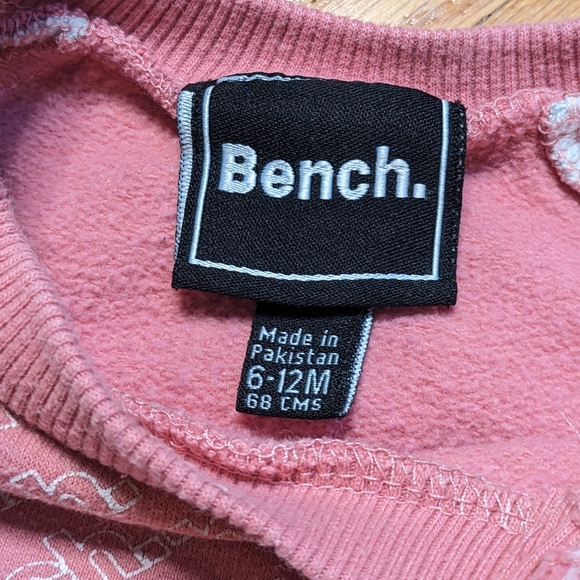 Bench.
Made in
Pakistan
6-12M
68 CMS